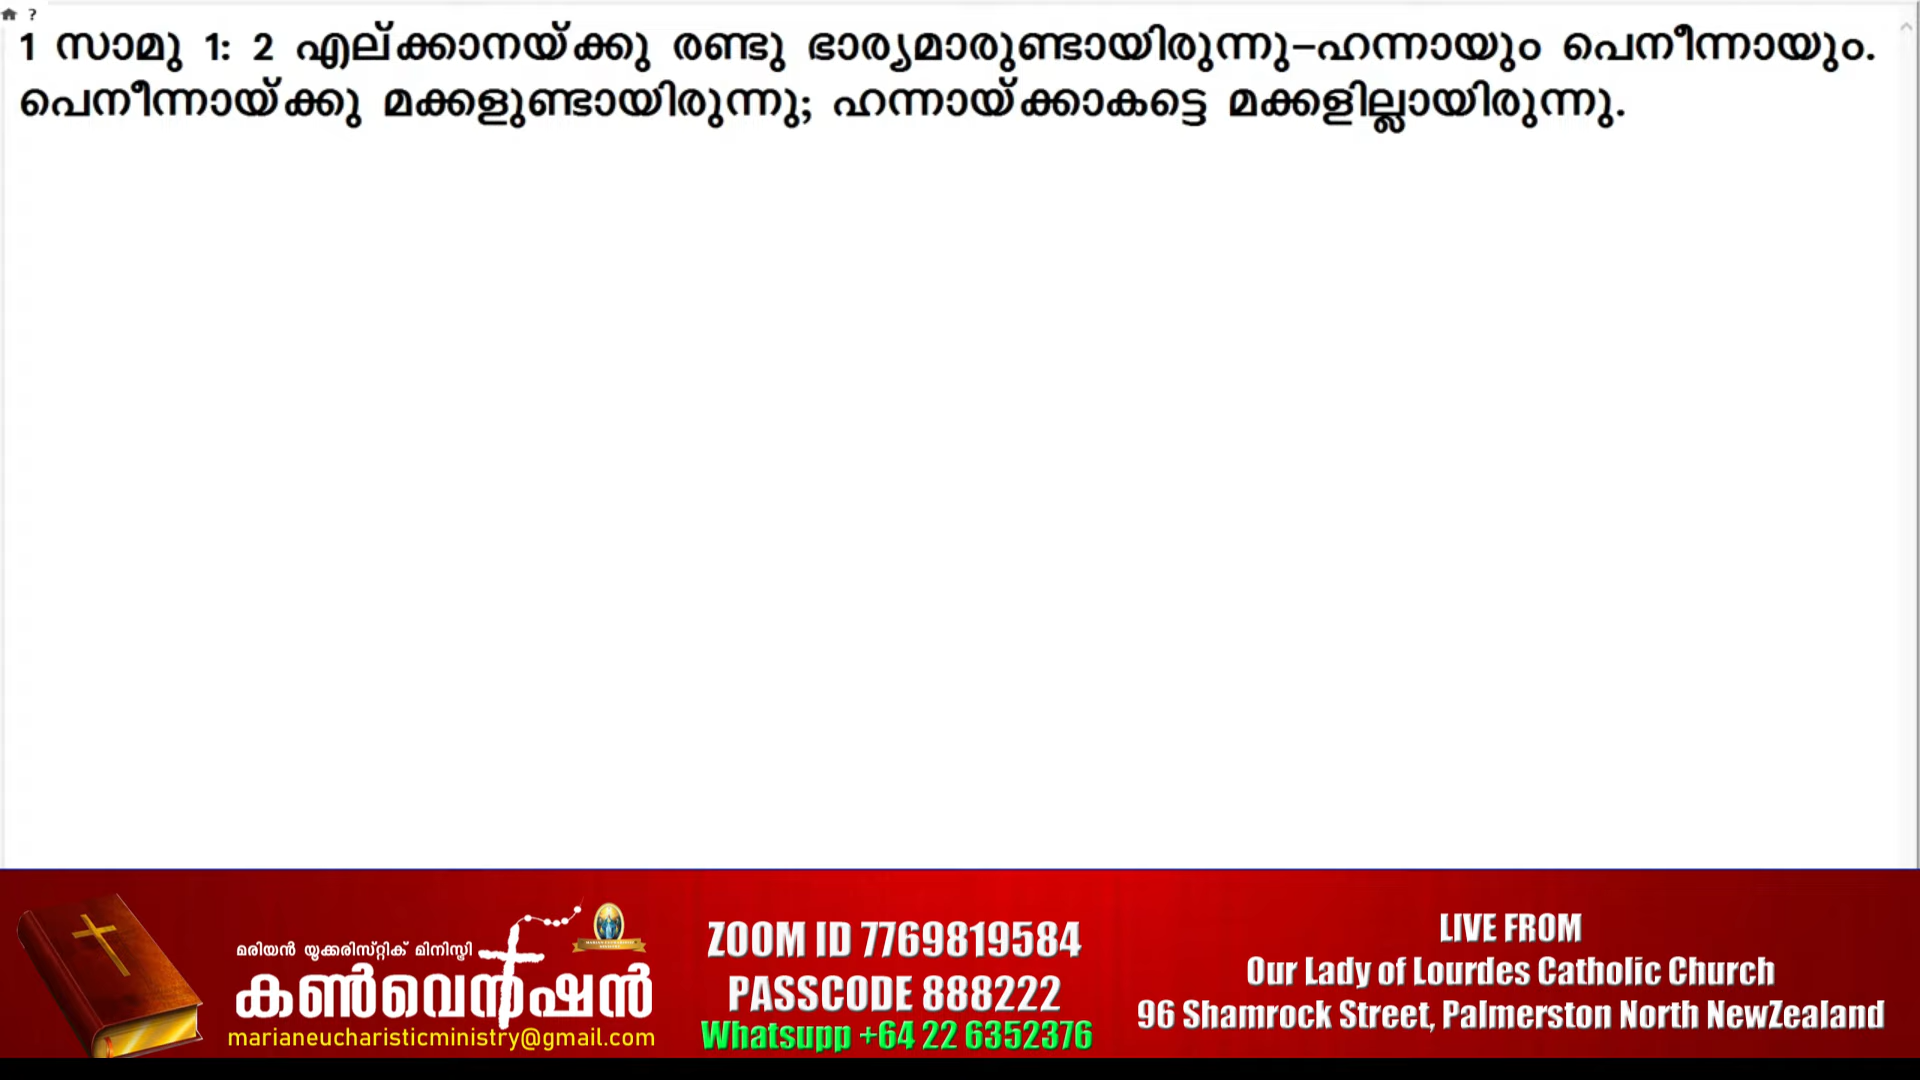 ?
1 സാമു 1: 2 എല്ക്കാനയ്ക്കു രണ്ടു ഭാര്യമാരുണ്ടായിരുന്നു-ഹന്നായും പെനീന്നായും.
പെനീന്നായ്ക്കു മക്കളുണ്ടായിരുന്നു; ഹന്നായ്ക്കാകട്ടെ മക്കളില്ലായിരുന്നു.
മരിയൻ യൂക്കരിസ്റ്റിക് മിനിസ്ട്രി
കൺവെൻഷൻ
marianeucharisticministry@gmail.com
ZOOM ID 7769819584
PASSCODE 888222
Whatsupp +64 22 6352376
LIVE FROM
Our Lady of Lourdes Catholic Church
96 Shamrock Street, Palmerston North NewZealand